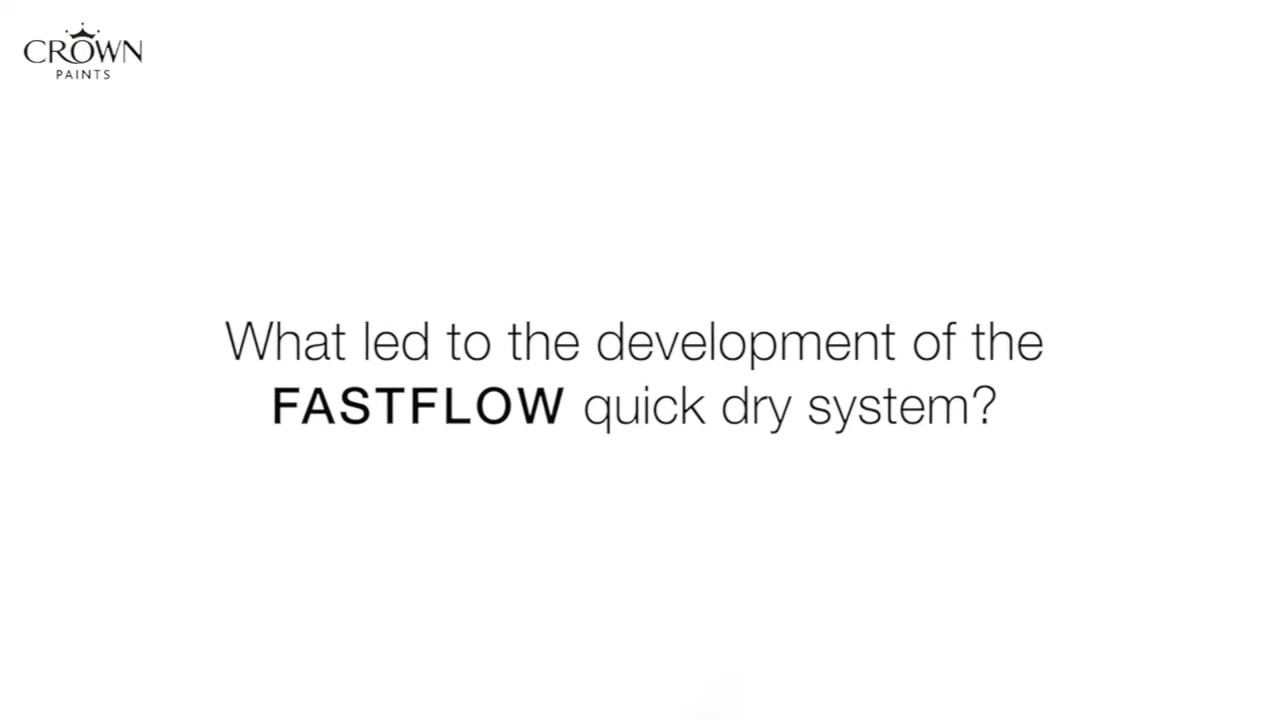 CROWN
PAINTS
What led to the development of the
FASTFLOW quick dry system?